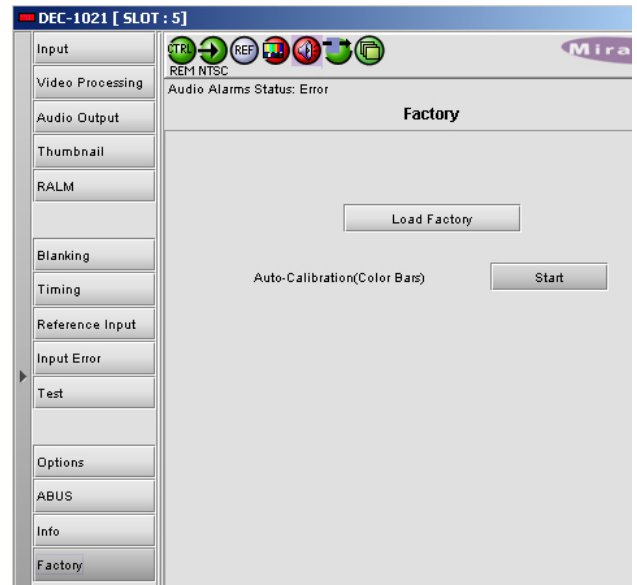 DEC-1021 [ SLOT : 5]
Input
Video Processing
Audio Output
Thumbnail
RALM
Blanking
Timing
Reference Input
Input Error
Test
Options
ABUS
Info
Factory
CTRL
REF
REM NTSC
Mira
Audio Alarms Status: Error
Factory
Load Factory
Auto-Calibration(Color Bars)
Start